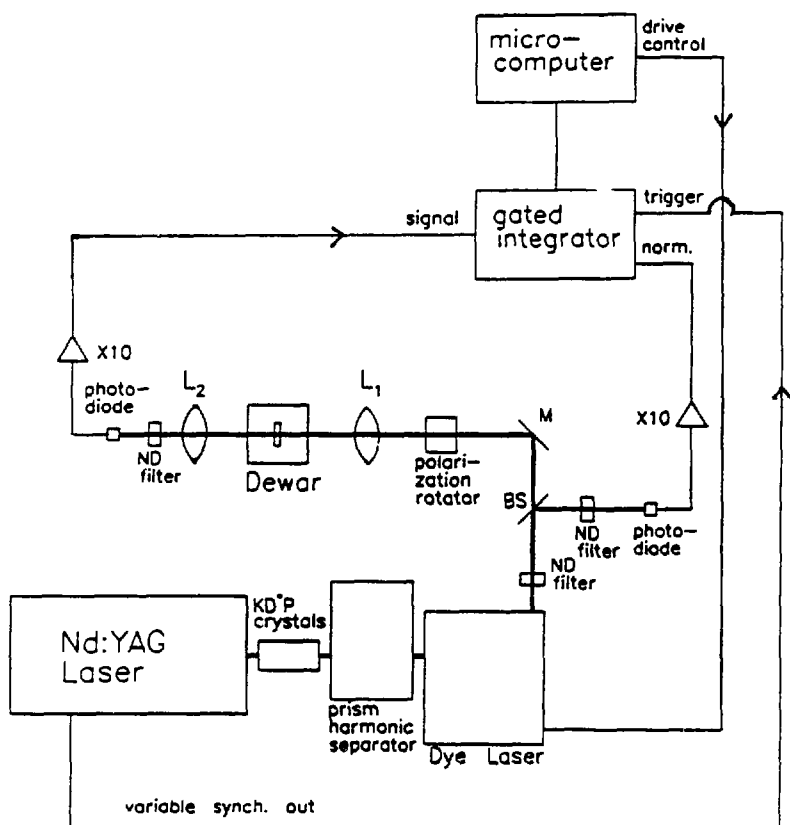 micro-
computer
drive
control
signal
gated
integrator
trigger
norm.
X10
photo-
diode
L2
L1
M
X10
ND
filter
Dewar
polari-
zation
rotator
BS
ND
filter
photo-
diode
ND
filter
Nd:YAG
Laser
KD*P
crystals
prism
harmonic
separator
Dye Laser
variable synch. out